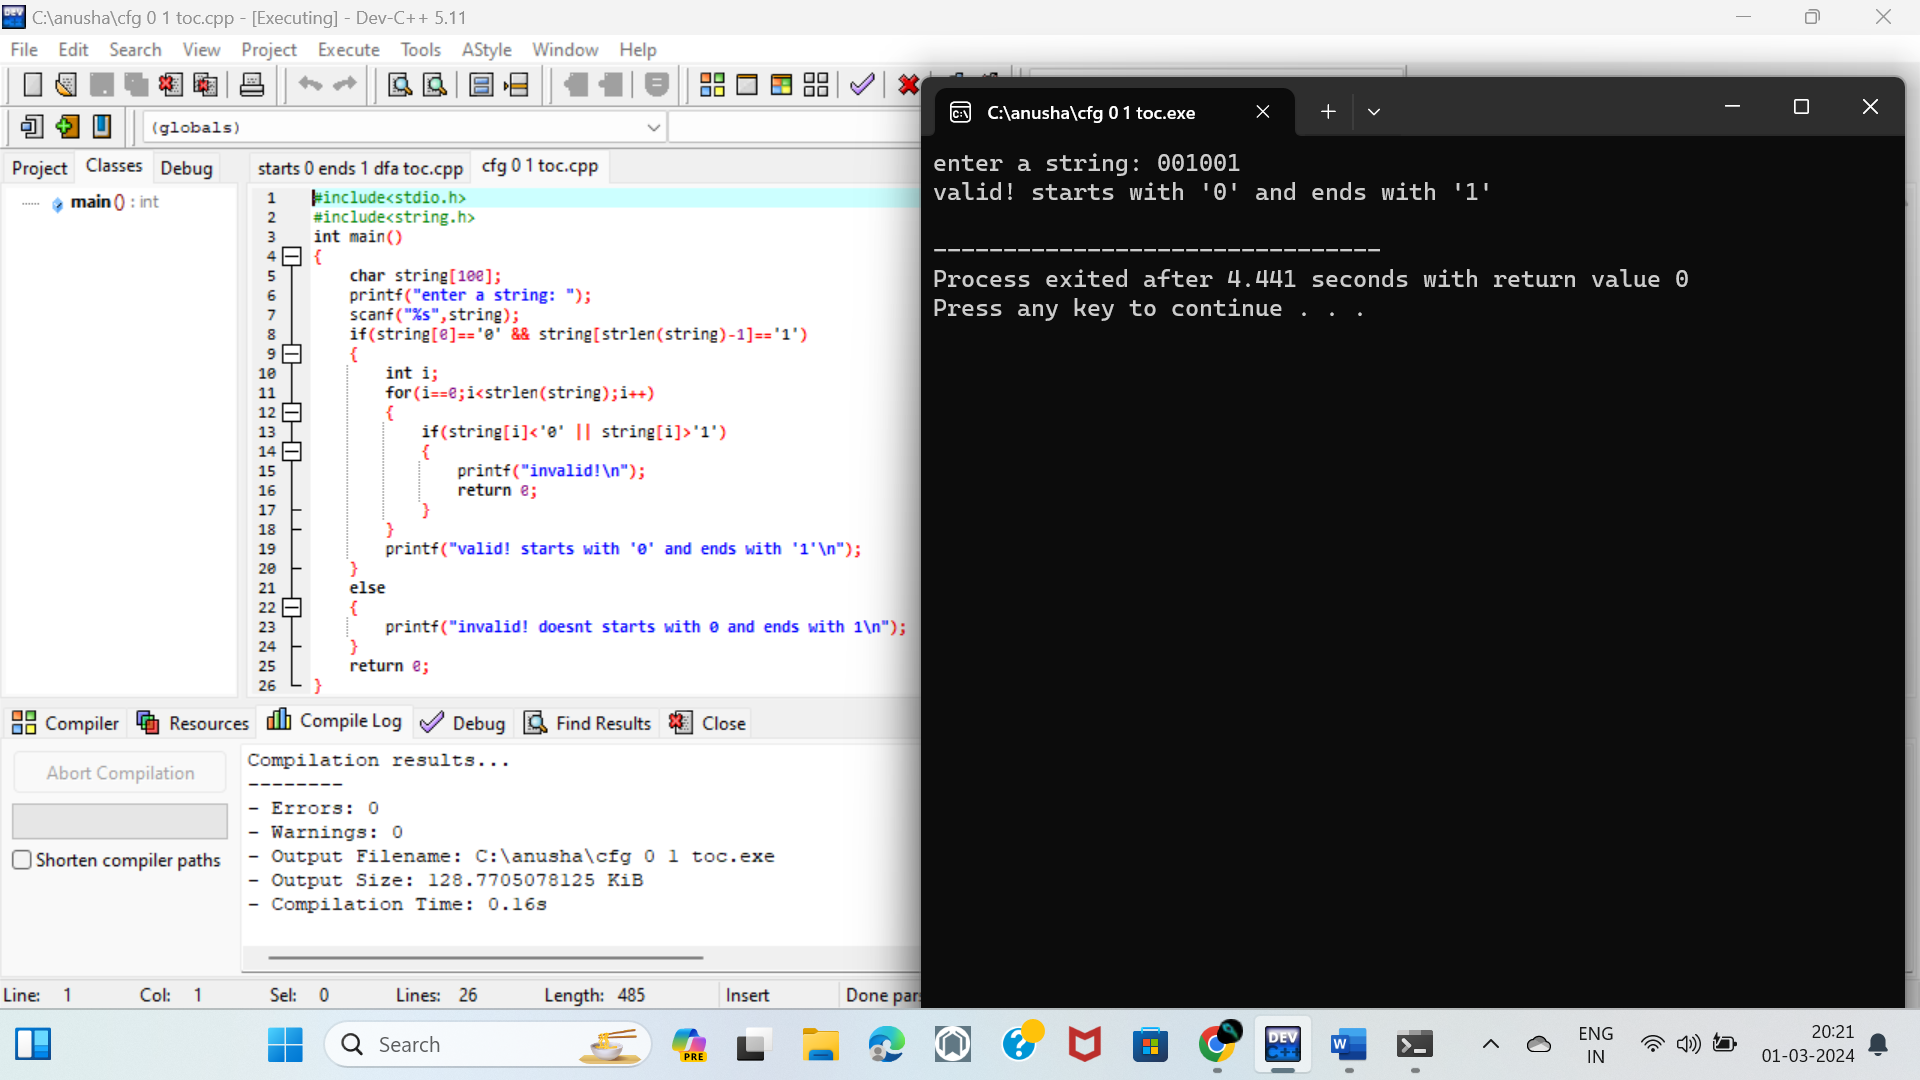 C:\anusha\cfg 0 1 toc.cpp - [Executing] - Dev-C++ 5.11
File Edit Search View Project Execute Tools AStyle Window Help
(globals)
Project Classes Debug
starts 0 ends 1 dfa toc.cpp cfg 0 1 toc.cpp
main () : int
1 #include<stdio.h>
2 #include<string.h>
3 int main()
4 {
5 char string[100];
6 printf("enter a string: ");
7 scanf("%s",string);
8 if(string[0]=='0' && string[strlen(string)-1]=='1')
9 {
10 int i;
11 for(i==0;i<strlen(string);i++)
12 {
13 if(string[i]<'0' || string[i]>'1')
14 {
15 printf("invalid!\n");
16 return 0;
17 }
18 }
19 printf("valid! starts with '0' and ends with '1'\n");
20 }
21 else
22 {
23 printf("invalid! doesnt starts with 0 and ends with 1\n");
24 }
25 return 0;
26 }
Compiler Resources Compile Log Debug Find Results Close
Abort Compilation
Shorten compiler paths
Compilation results...
--------
- Errors: 0
- Warnings: 0
- Output Filename: C:\anusha\cfg 0 1 toc.exe
- Output Size: 128.7705078125 KiB
- Compilation Time: 0.16s
Line: 1 Col: 1 Sel: 0 Lines: 26 Length: 485 Insert Done par
C:\anusha\cfg 0 1 toc.exe
enter a string: 001001
valid! starts with '0' and ends with '1'
--------------------------------
Process exited after 4.441 seconds with return value 0
Press any key to continue . . .
Search
PRE
DEV
C++
W
ENG
IN
20:21
01-03-2024